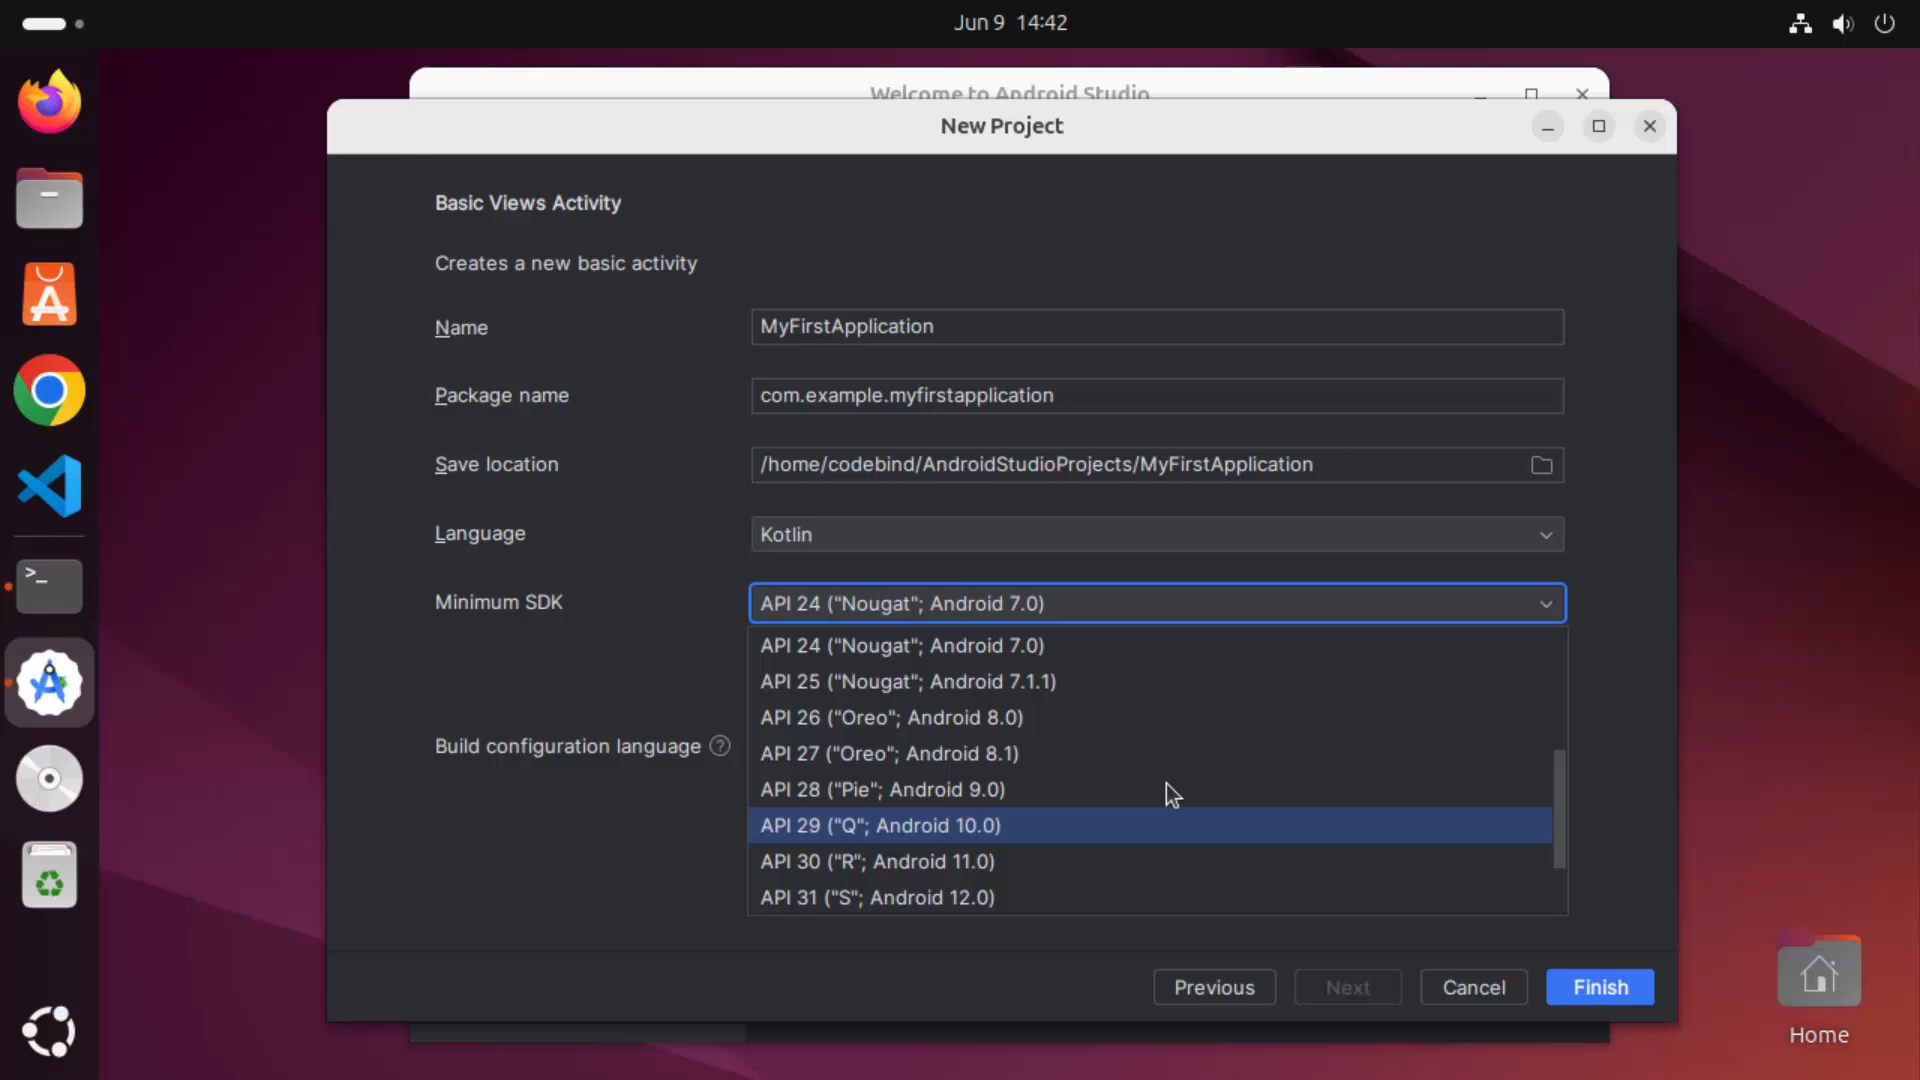 Jun 9 14:42
Welcome to Android Studio
New Project
Basic Views Activity
Creates a new basic activity
Name
MyFirstApplication
Package name
com.example.myfirstapplication
Save location
/home/codebind/AndroidStudioProjects/MyFirstApplication
Language
Kotlin
Minimum SDK
API 24 ("Nougat"; Android 7.0)
API 24 ("Nougat"; Android 7.0)
API 25 ("Nougat"; Android 7.1.1)
API 26 ("Oreo"; Android 8.0)
Build configuration language ?
API 27 ("Oreo"; Android 8.1)
API 28 ("Pie"; Android 9.0)
API 29 ("Q"; Android 10.0)
API 30 ("R"; Android 11.0)
API 31 ("S"; Android 12.0)
Previous
Next
Cancel
Finish
Home